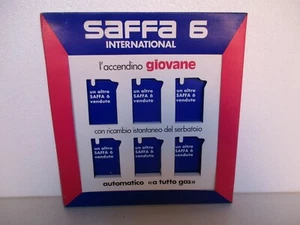 saffa 6
INTERNATIONAL
l'accendino giovane
un altro
SAFFA 6
venduto
un altro
SAFFA 6
venduto
un altro
SAFFA 6
venduto
con ricambio istantaneo del serbatoio
un altro
SAFFA 6
venduto
un altro
SAFFA 6
venduto
un altro
SAFFA 6
venduto
automatico «a tutto gas»